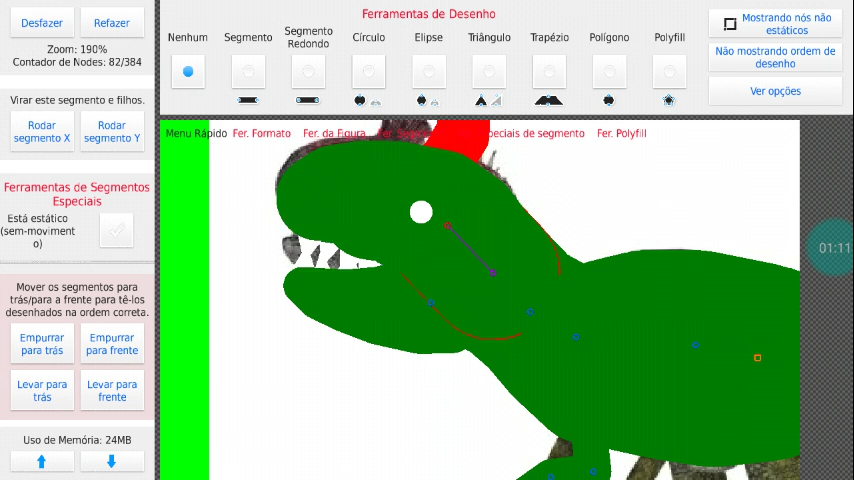 Desfazer
Refazer
Zoom: 190%
Contador de Nodes: 82/384
Virar este segmento e filhos.
Rodar
segmento X
Rodar
segmento Y
Ferramentas de Segmentos
Especiais
Está estático
(sem-moviment
o)
Mover os segmentos para
trás/para a frente para tê-los
desenhados na ordem correta.
Empurrar
para trás
Empurrar
para frente
Levar para
trás
Levar para
frente
Uso de Memória: 24MB
Ferramentas de Desenho
Nenhum
Segmento
Segmento
Redondo
Círculo
Elipse
Triângulo
Trapézio
Polígono
Polyfill
Mostrando nós não
estáticos
Não mostrando ordem de
desenho
Ver opções
Menu Rápido Fer. Formato Fer. da Figura Fer. peciais de segmento Fer. Polyfill
01:11